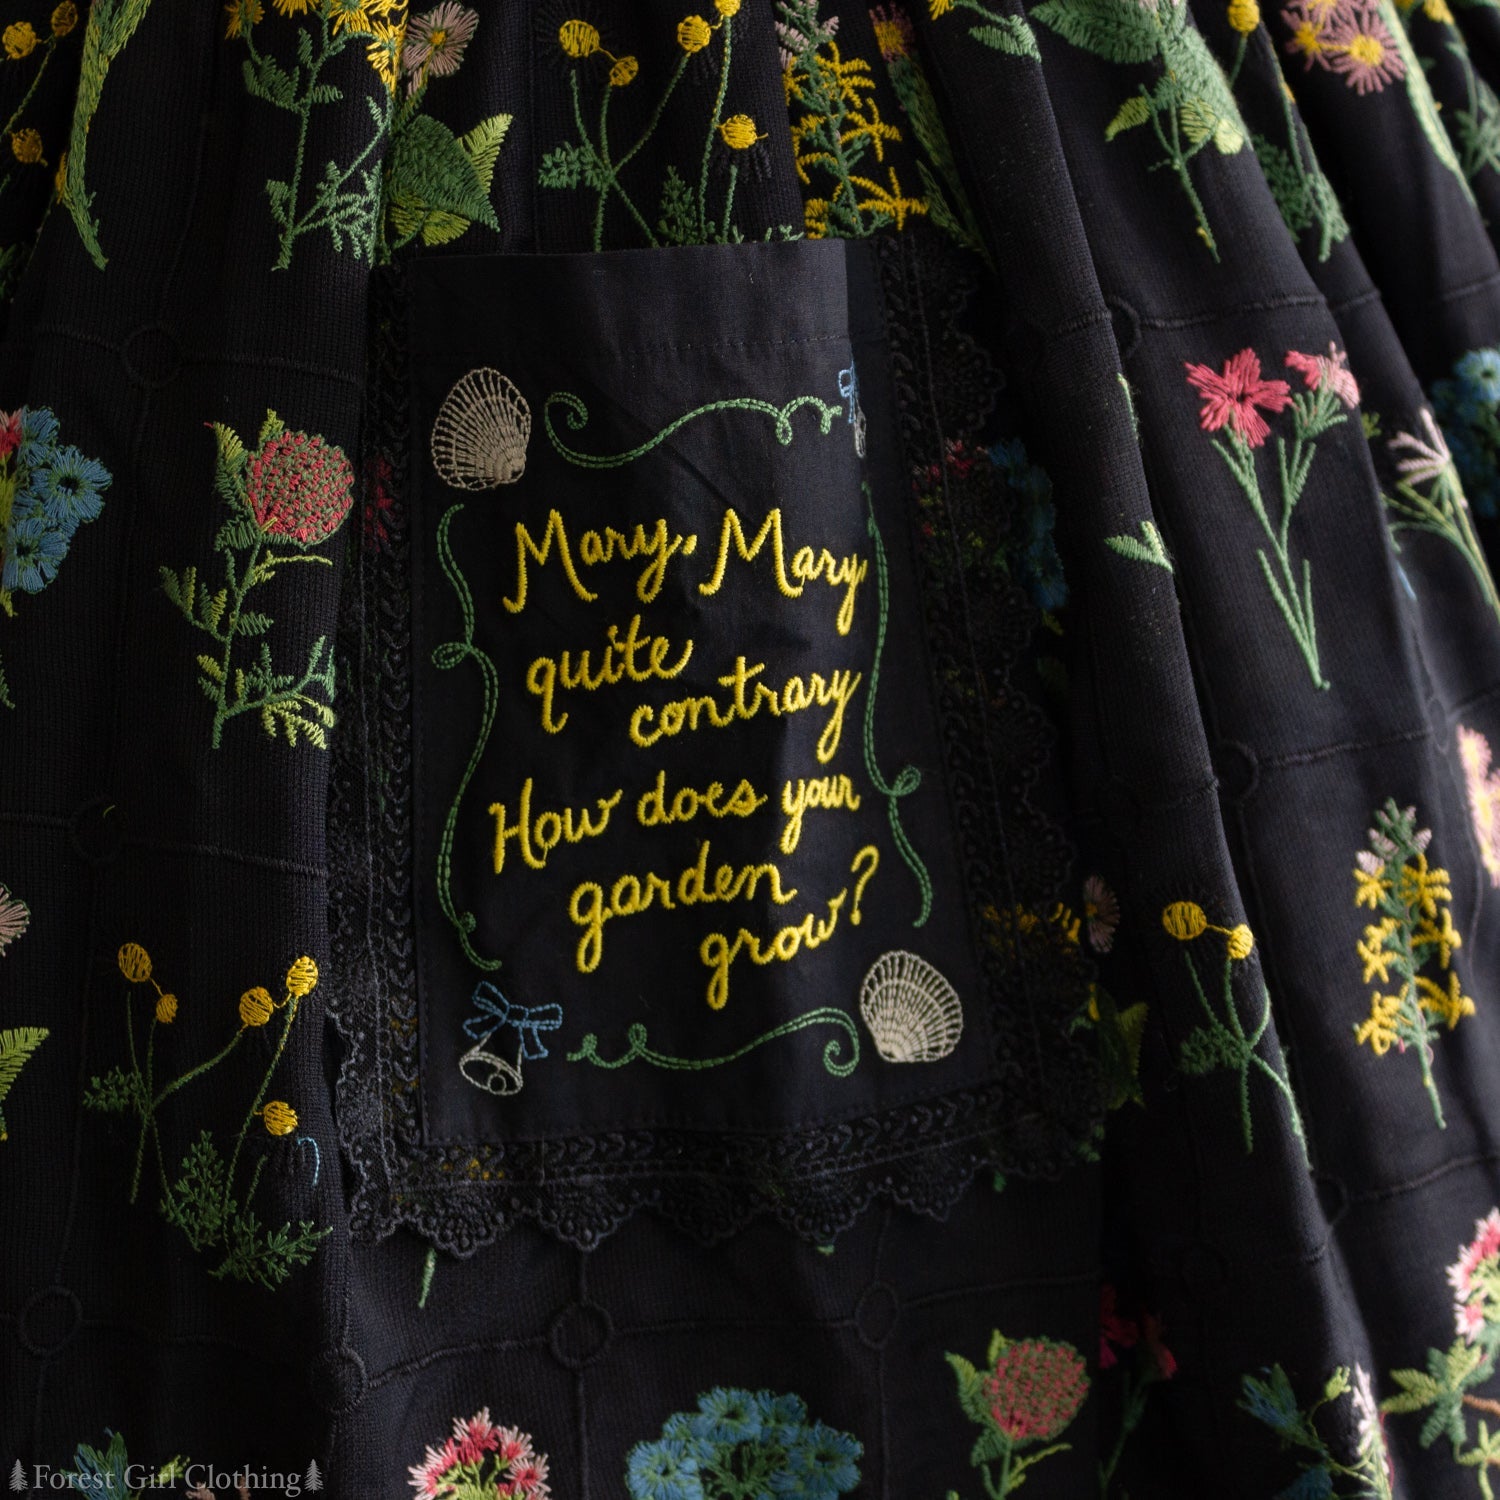 Mary, Mary,
quite
contrary
How does your
garden
grow?
Forest Girl Clothing